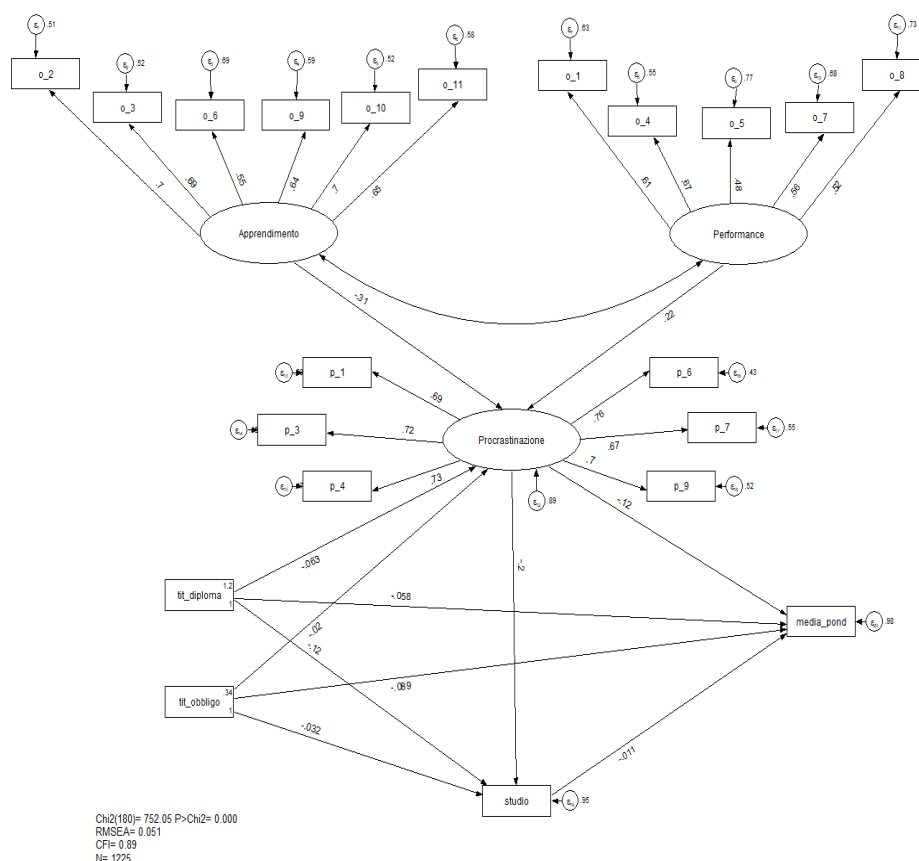 .51
.52
.69
.59
.52
.58
.63
.55
.77
.68
.73
o_2
o_3
o_6
o_9
o_10
o_11
o_1
o_4
o_5
o_7
o_8
.7
.69
.55
.64
.7
.65
.61
.67
.48
.56
.52
Apprendimento
Performance
-.31
.22
p_1
p_6
.43
.69
.76
p_3
.72
Procrastinazione
.67
p_7
.55
p_4
.73
.7
p_9
.52
.89
-.12
-.2
-.063
tit_diploma
1.2
1
-.058
-.02
-.12
media_pond
.98
tit_obbligo
.34
1
-.089
-.032
-.011
studio
.95
Chi2(180)= 752.05 P>Chi2= 0.000
RMSEA= 0.051
CFI= 0.89
N= 1225